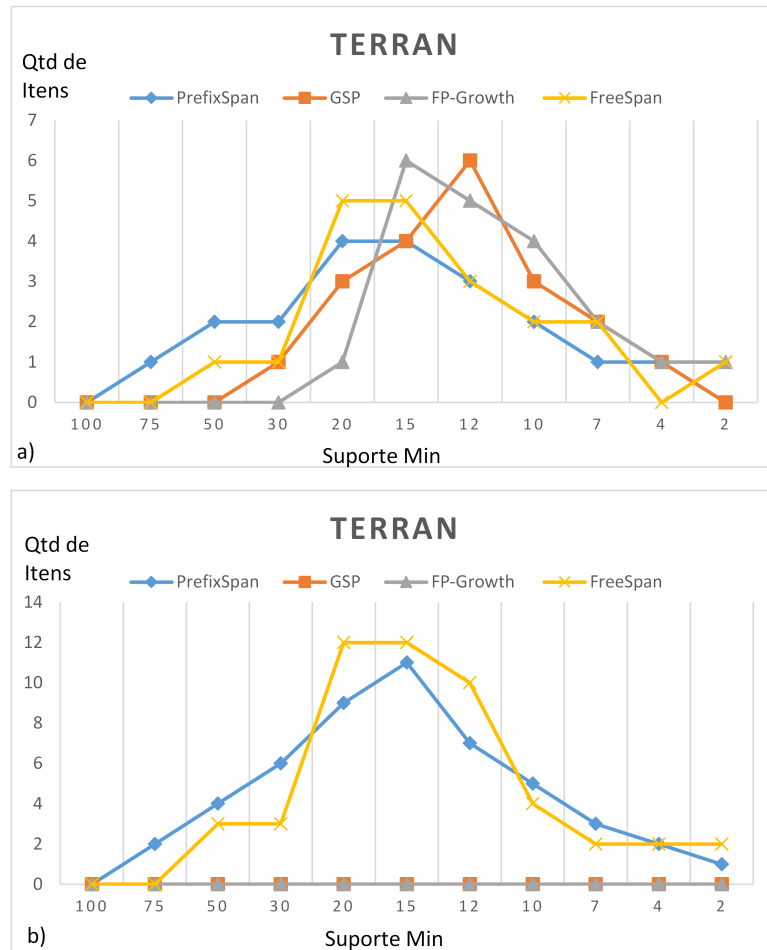 TERRAN
Qtd de
Itens
PrefixSpan GSP FP-Growth FreeSpan
7
6
5
4
3
2
1
0
100 75 50 30 20 15 12 10 7 4 2
a)
Suporte Min
TERRAN
Qtd de
Itens
PrefixSpan GSP FP-Growth FreeSpan
14
12
10
8
6
4
2
0
100 75 50 30 20 15 12 10 7 4 2
b)
Suporte Min